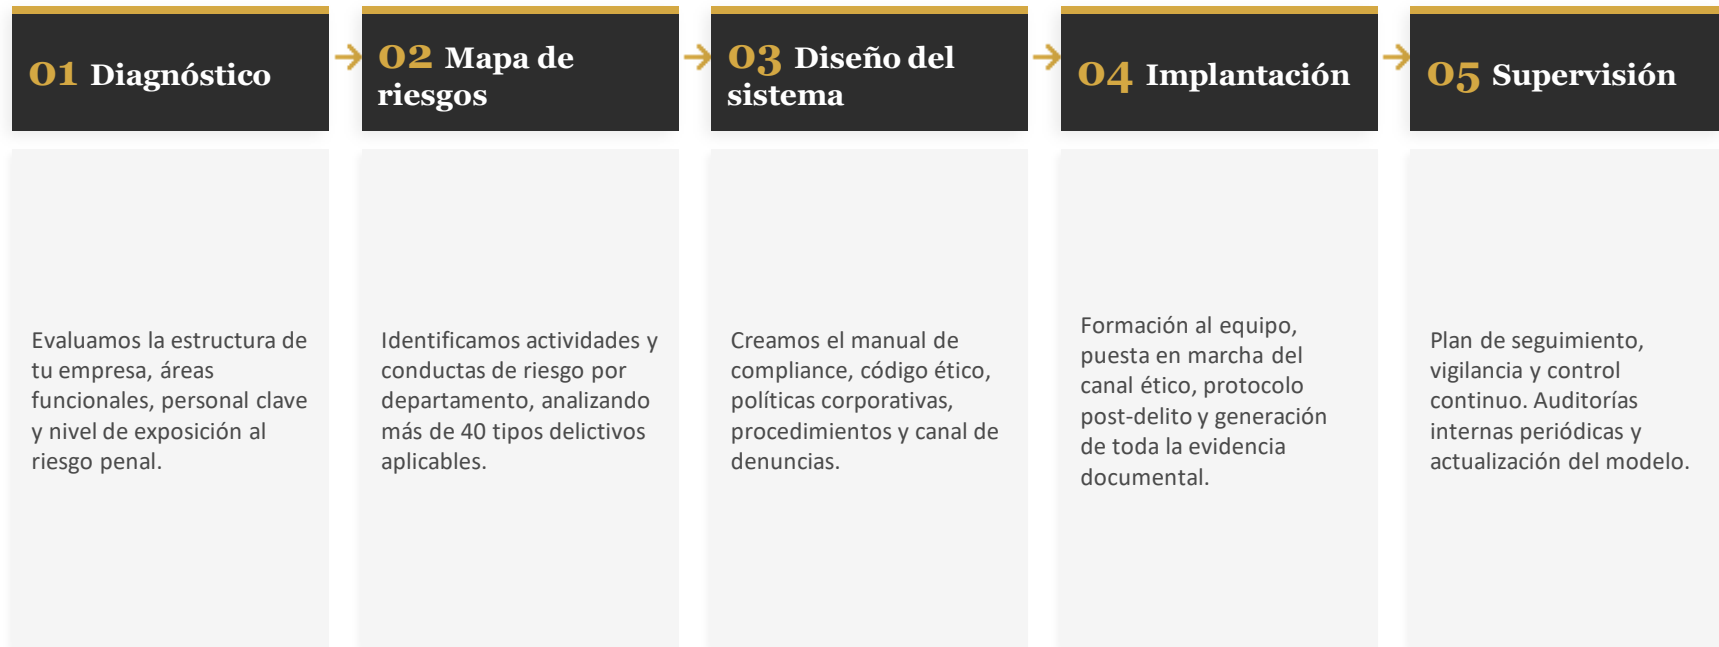 01 Diagnóstico
Evaluamos la estructura de
tu empresa, áreas
funcionales, personal clave
y nivel de exposición al
riesgo penal.
02 Mapa de
riesgos
Identificamos actividades y
conductas de riesgo por
departamento, analizando
más de 40 tipos delictivos
aplicables.
03 Diseño del
sistema
Creamos el manual de
compliance, código ético,
políticas corporativas,
procedimientos y canal de
denuncias.
04 Implantación
Formación al equipo,
puesta en marcha del
canal ético, protocolo
post-delito y generación
de toda la evidencia
documental.
05 Supervisión
Plan de seguimiento,
vigilancia y control
continuo. Auditorías
internas periódicas y
actualización del modelo.